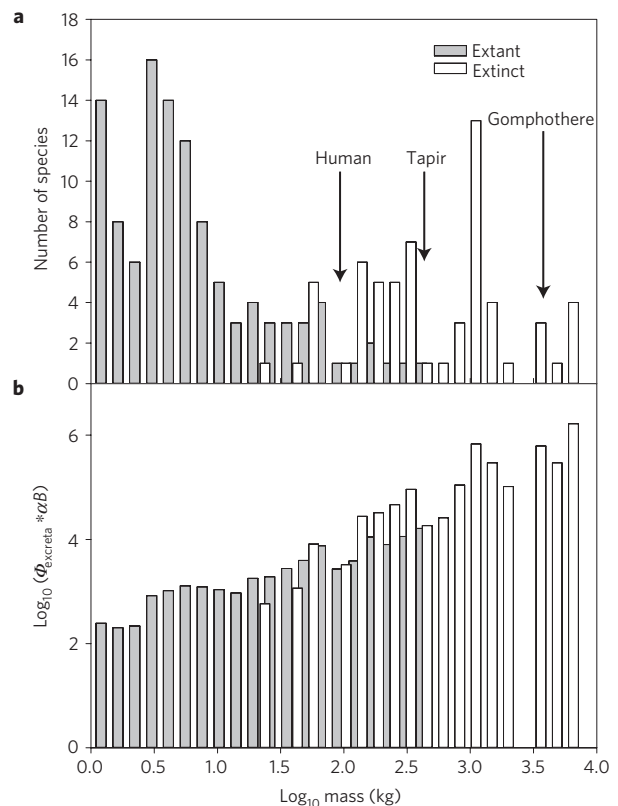 a
18
16
14
12
10
8
6
4
2
0
Number of species
Extant
Extinct
Human
Tapir
Gomphothere
b
6
4
2
0
Log₁₀ (Φexcreta *αB)
0.0 0.5 1.0 1.5 2.0 2.5 3.0 3.5 4.0
Log₁₀ mass (kg)